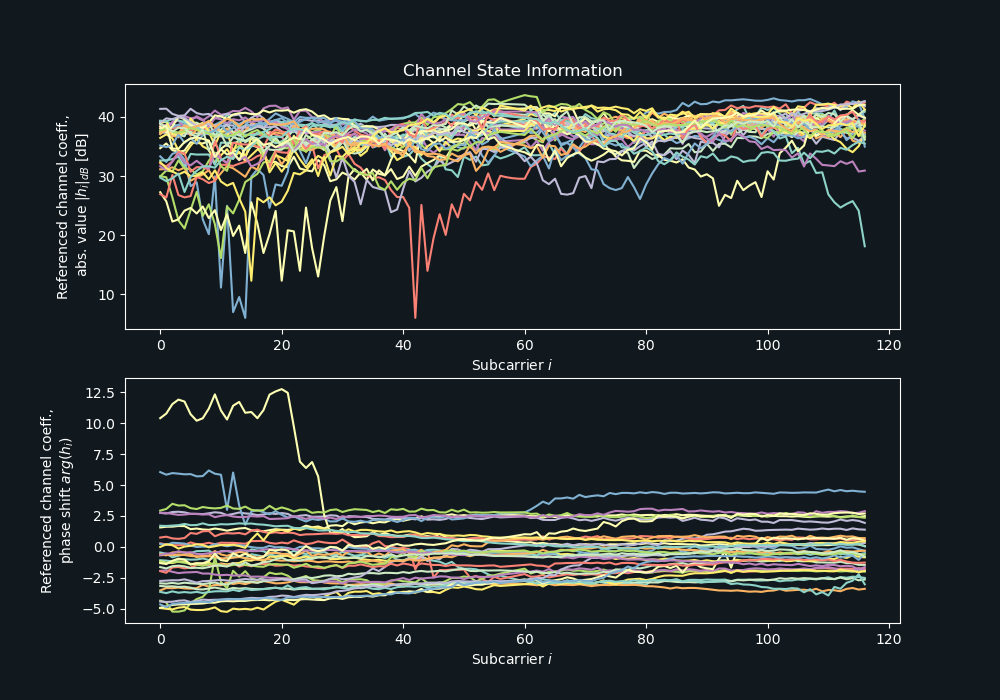 Channel State Information
Referenced channel coeff.,
abs. value |h_i|_dB [dB]
40
30
20
10
0 20 40 60 80 100 120
Subcarrier i
Referenced channel coeff.,
phase shift arg(h_i)
12.5
10.0
7.5
5.0
2.5
0.0
−2.5
−5.0
0 20 40 60 80 100 120
Subcarrier i